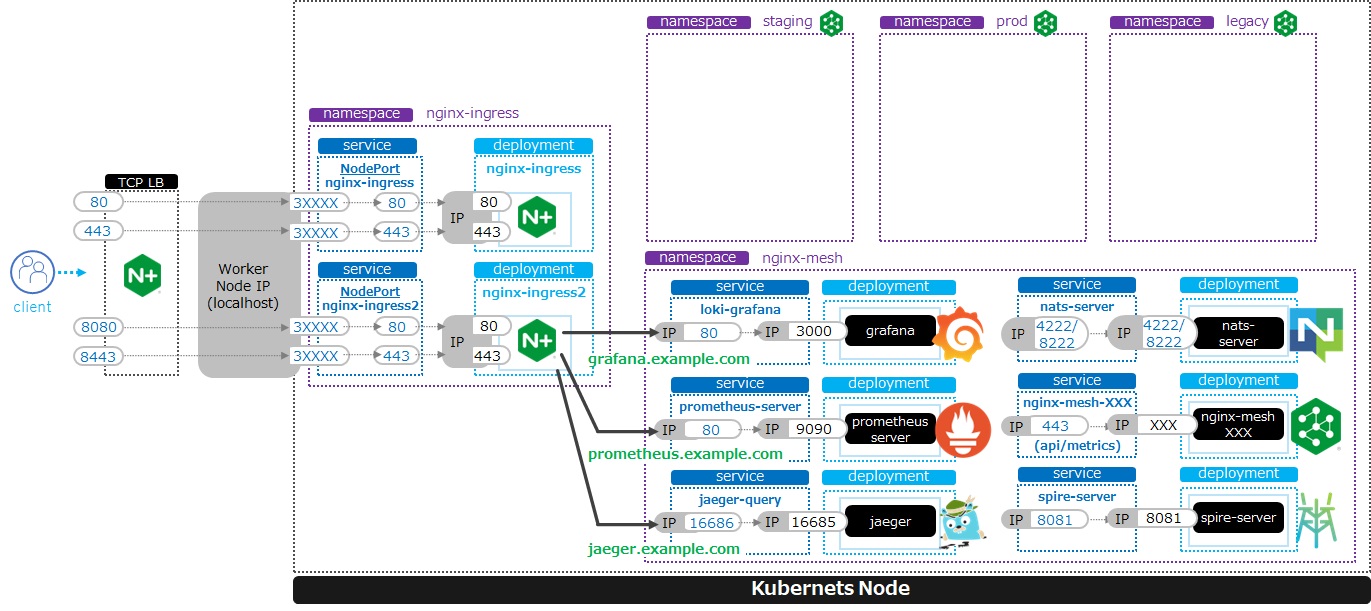 namespace staging
namespace prod
namespace legacy
namespace nginx-ingress
service
NodePort
nginx-ingress
3XXXX 80
3XXXX 443
deployment
nginx-ingress
IP
80
443
N+
TCP LB
80
443
N+
8080
8443
client
Worker
Node IP
(localhost)
service
NodePort
nginx-ingress2
3XXXX 80
3XXXX 443
deployment
nginx-ingress2
IP
80
443
N+
namespace nginx-mesh
service
loki-grafana
IP 80
grafana.example.com
deployment
IP 3000
grafana
service
prometheus-server
IP 80
prometheus.example.com
deployment
IP 9090
prometheus
server
service
jaeger-query
IP 16686
jaeger.example.com
deployment
IP 16685
jaeger
service
nats-server
IP 4222/
8222
deployment
IP 4222/
8222
nats-
server
N
service
nginx-mesh-XXX
IP 443
(api/metrics)
deployment
IP XXX
nginx-mesh
XXX
service
spire-server
IP 8081
deployment
IP 8081
spire-server
Kubernets Node